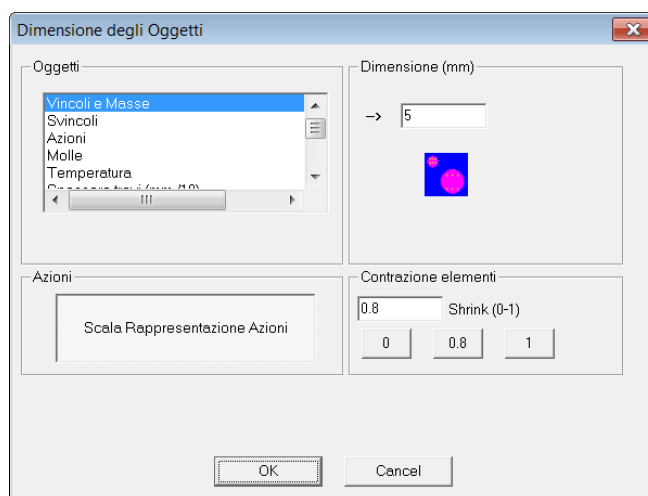 Dimensione degli Oggetti
Oggetti
Vincoli e Masse
Svincoli
Azioni
Molle
Temperatura
Dimensione (mm)
-> 5
Azioni
Scala Rappresentazione Azioni
Contrazione elementi
0.8 Shrink (0-1)
0 0.8 1
OK Cancel